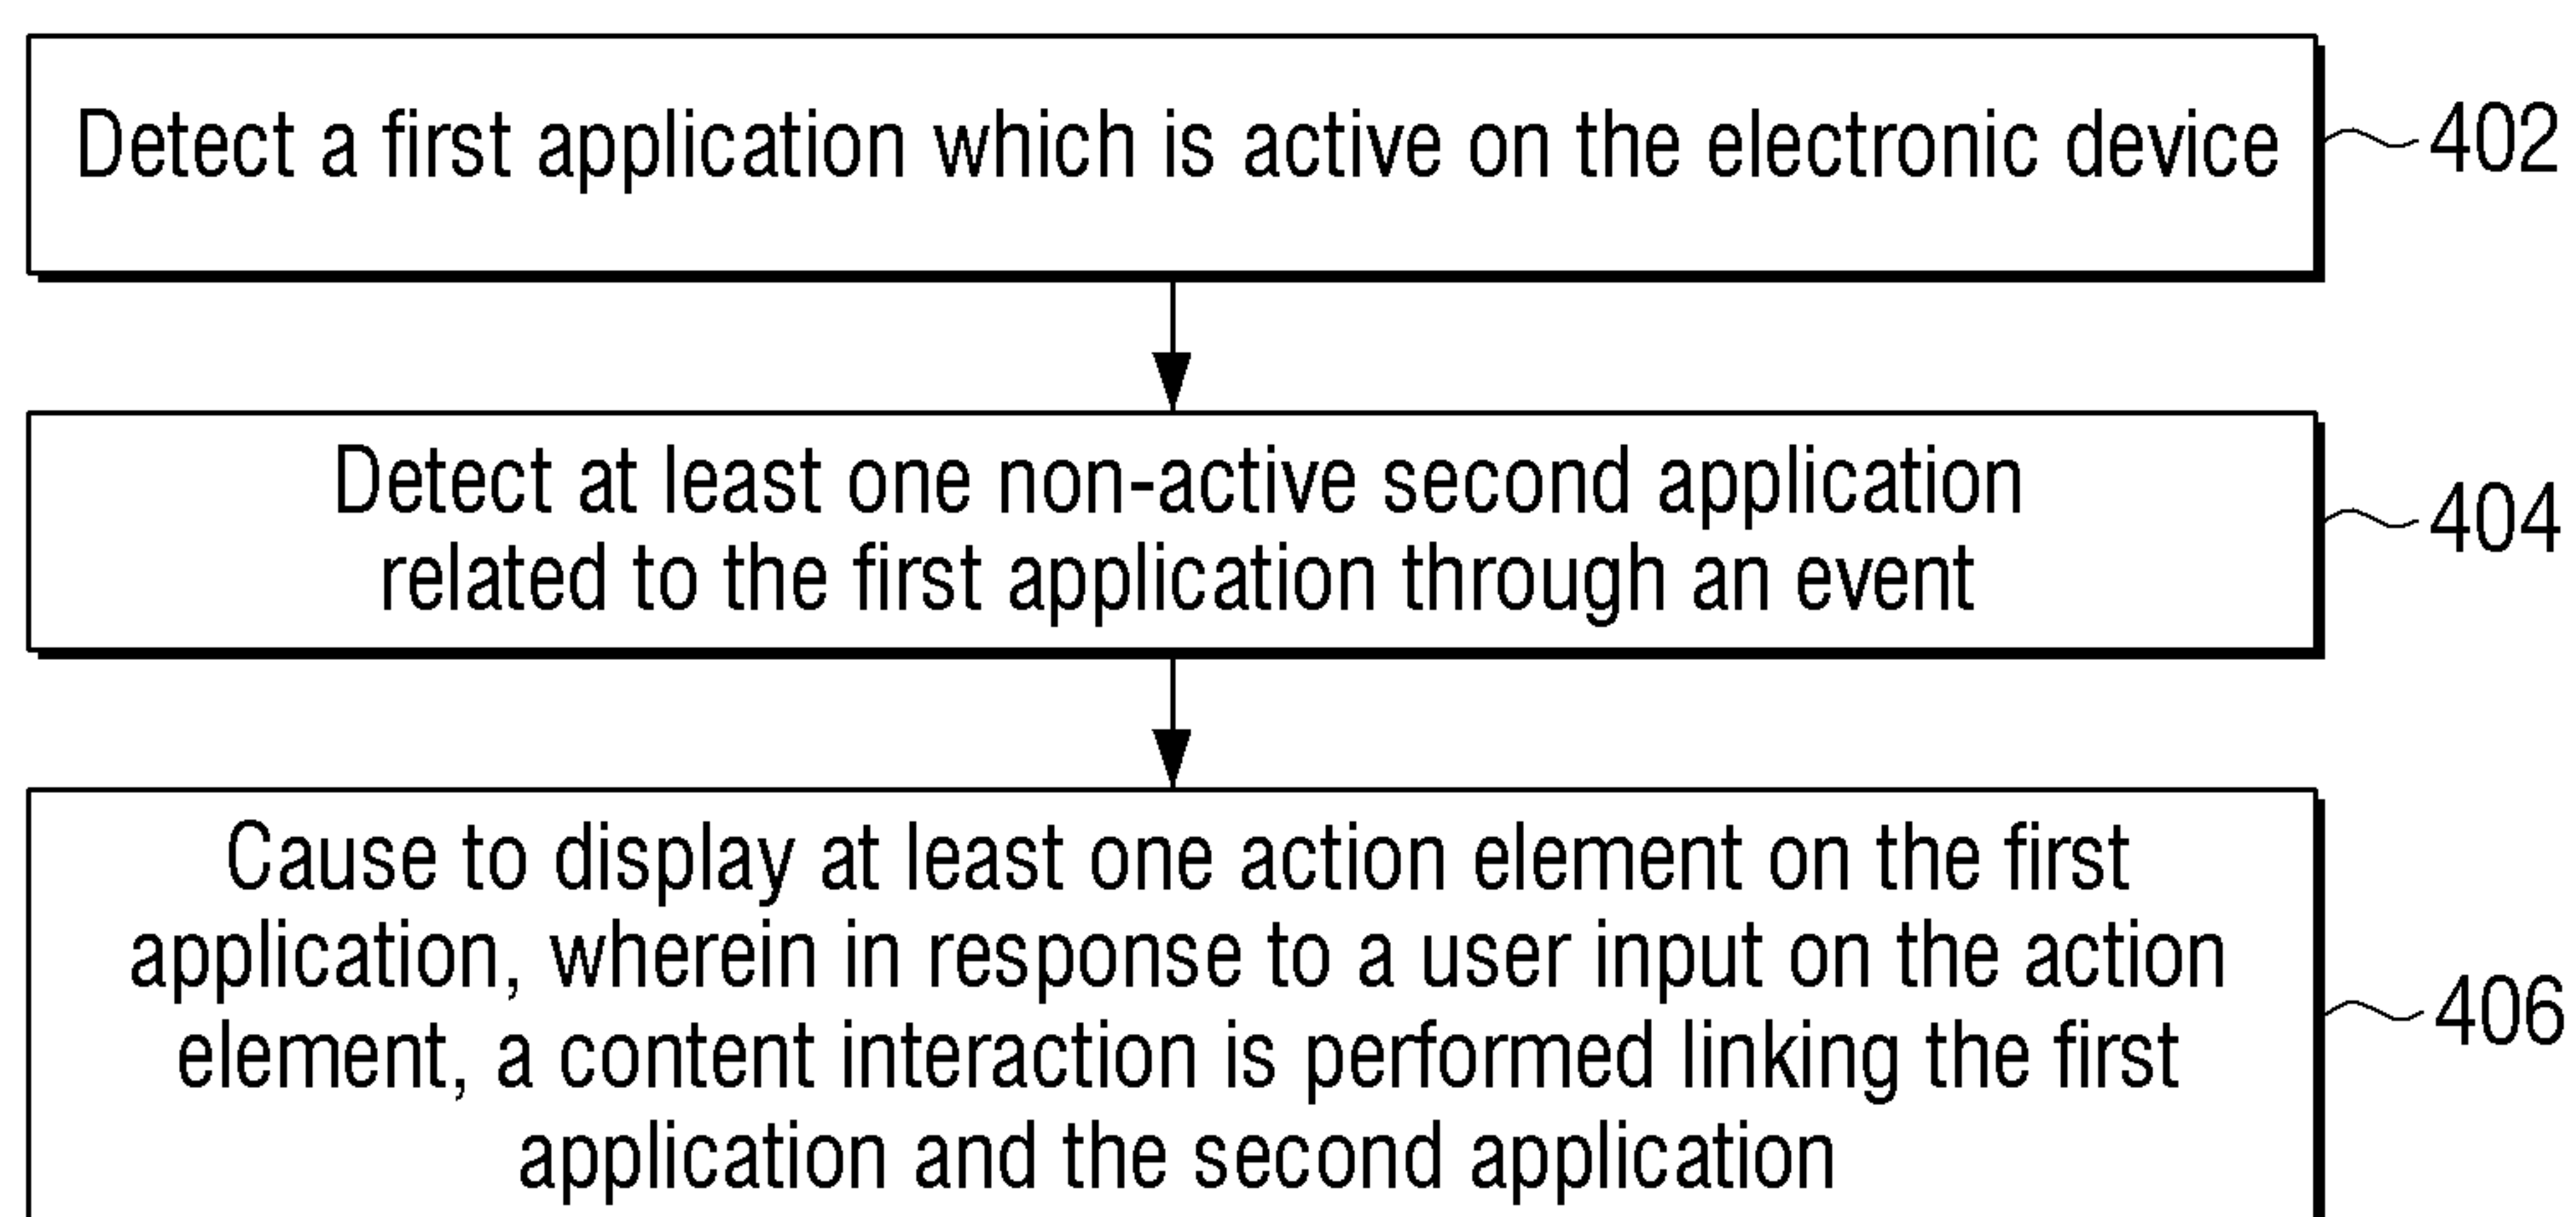 Detect a first application which is active on the electronic device
402
Detect at least one non-active second application
related to the first application through an event
404
Cause to display at least one action element on the first
application, wherein in response to a user input on the action
element, a content interaction is performed linking the first
application and the second application
406